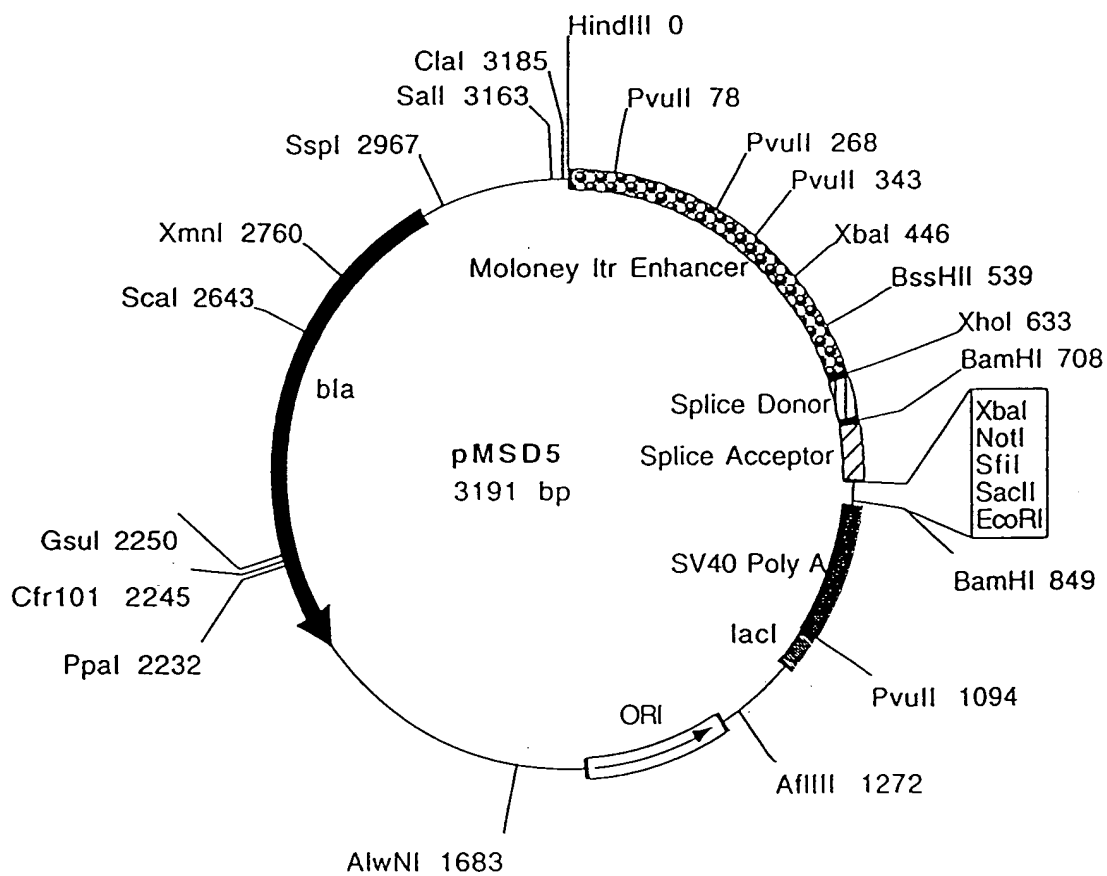 HindIII 0
ClaI 3185
SalI 3163
PvuII 78
SspI 2967
PvuII 268
PvuII 343
XmnI 2760
XbaI 446
Moloney ltr Enhancer
BssHII 539
ScaI 2643
XhoI 633
BamHI 708
bla
Splice Donor
XbaI
NotI
SfiI
SacII
EcoRI
pMSD5
Splice Acceptor
3191 bp
GsuI 2250
SV40 Poly A
BamHI 849
Cfr101 2245
lacI
PpaI 2232
PvuII 1094
ORI
AflIII 1272
AlwNI 1683